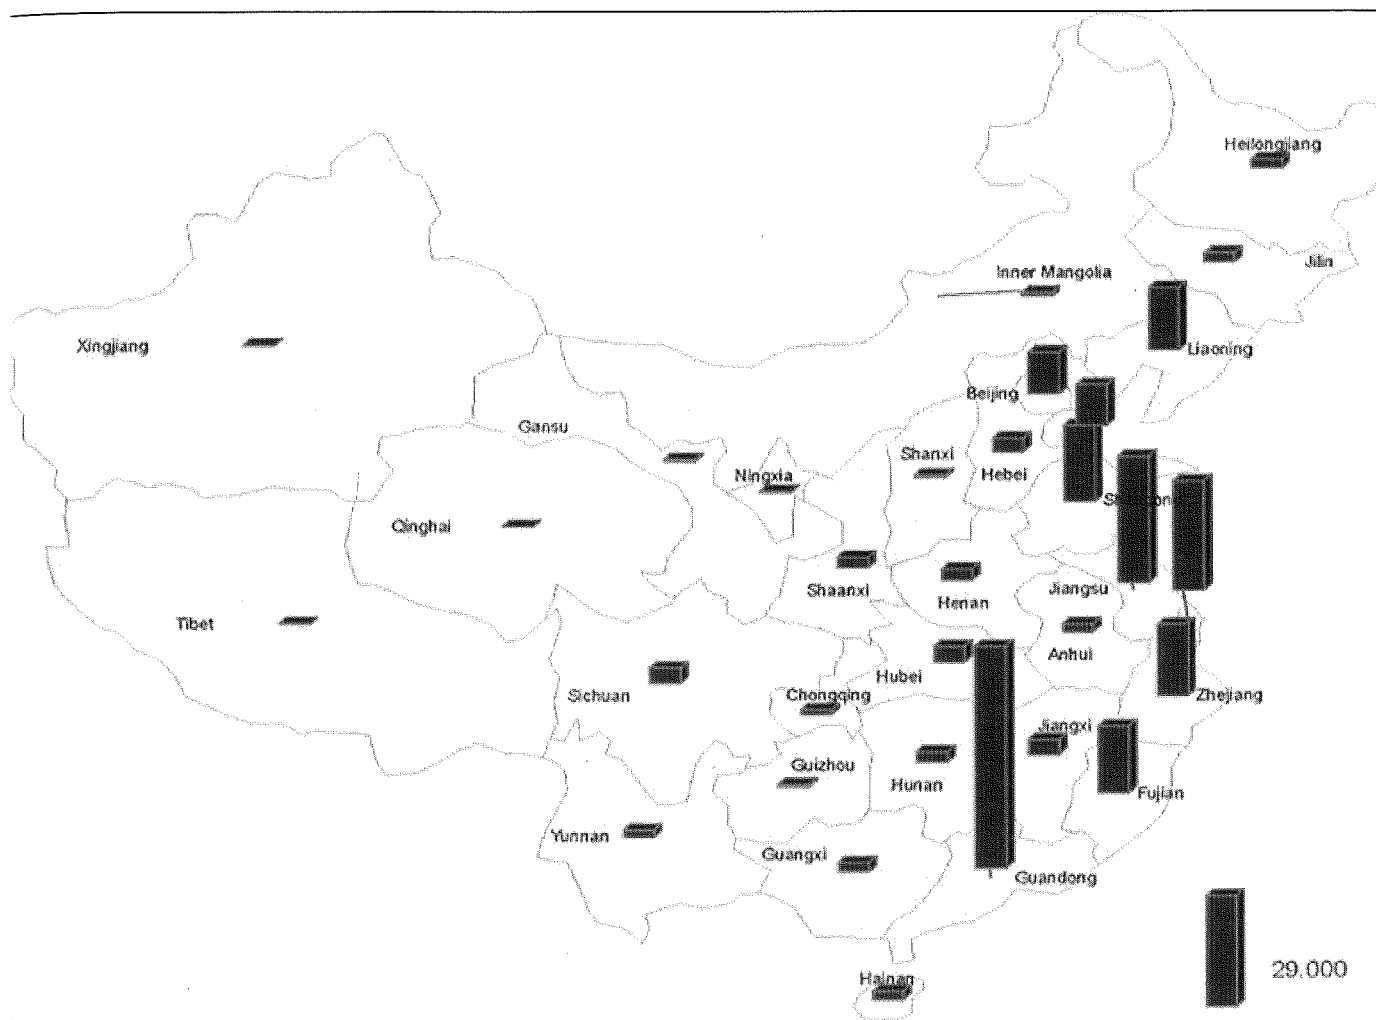 Heilongjiang
Jilin
Inner Mangolia
Liaoning
Xingjiang
Beijing
Gansu
Shanxi
Hebei
Ningxia
Qinghai
Shaanxi
Henan
Jiangsu
Tibet
Anhui
Hubei
Sichuan
Chongqing
Zhejiang
Jiangxi
Guizhou
Hunan
Fujian
Yunnan
Guangxi
Guandong
Hainan
29.000